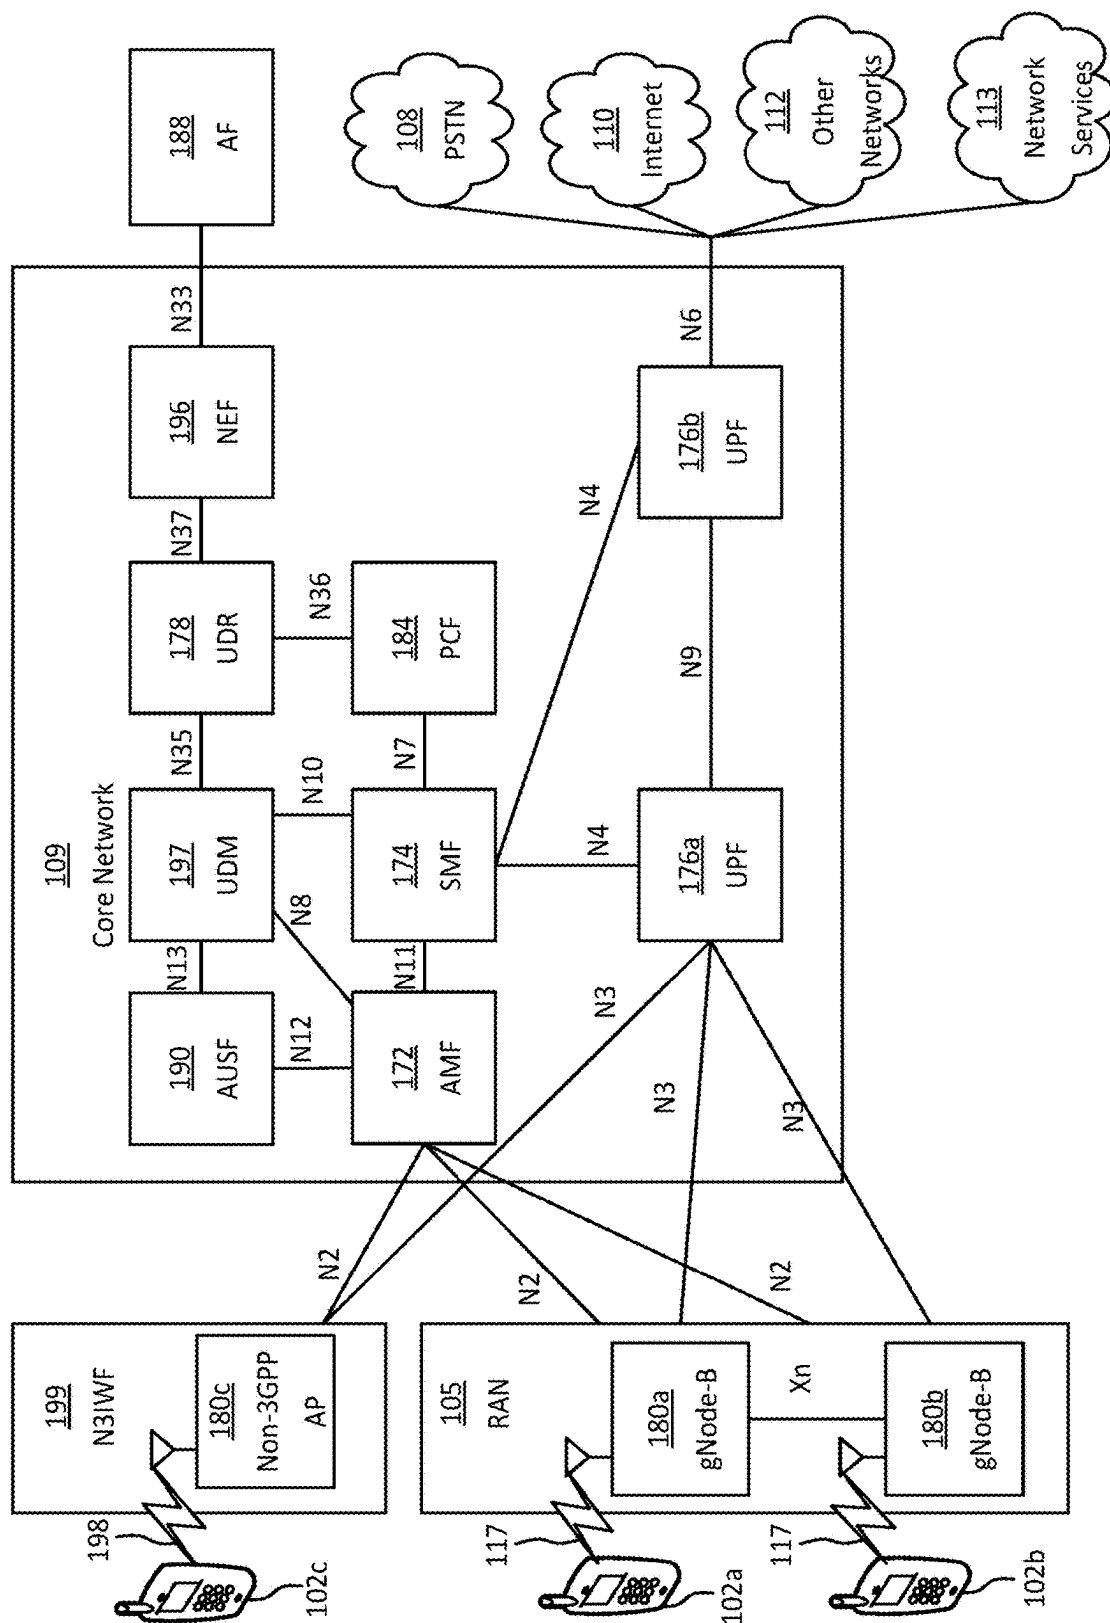 102c
198
199
N3IWF
180c
Non-3GPP
AP
102a
117
105
RAN
180a
gNode-B
Xn
102b
117
180b
gNode-B
N2
N2
N2
N3
N3
N3
109
Core Network
190
AUSF
N13
197
UDM
N35
178
UDR
N37
196
NEF
N33
188
AF
N12
N8
N10
N36
172
AMF
N11
174
SMF
N7
184
PCF
N4
N4
176a
UPF
N9
176b
UPF
N6
108
PSTN
110
Internet
112
Other
Networks
113
Network
Services